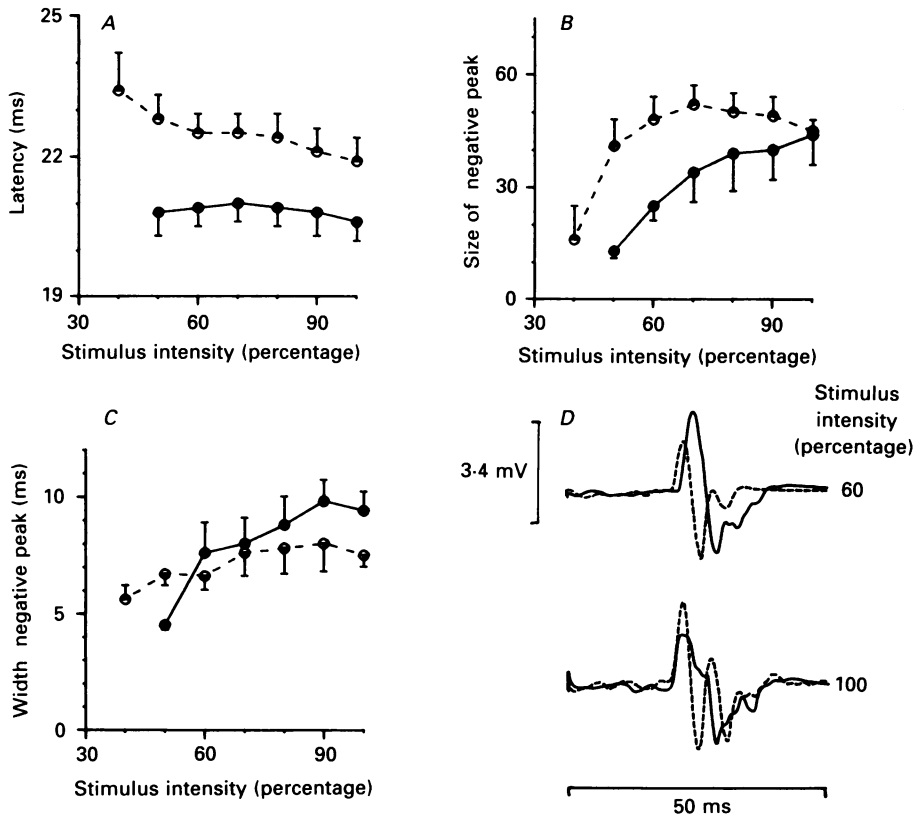 A
25
22
19
Latency (ms)
30 60 90
Stimulus intensity (percentage)
B
60
30
0
Size of negative peak
30 60 90
Stimulus intensity (percentage)
C
10
5
0
Width negative peak (ms)
30 60 90
Stimulus intensity (percentage)
D
Stimulus
intensity
(percentage)
3·4 mV
60
100
50 ms